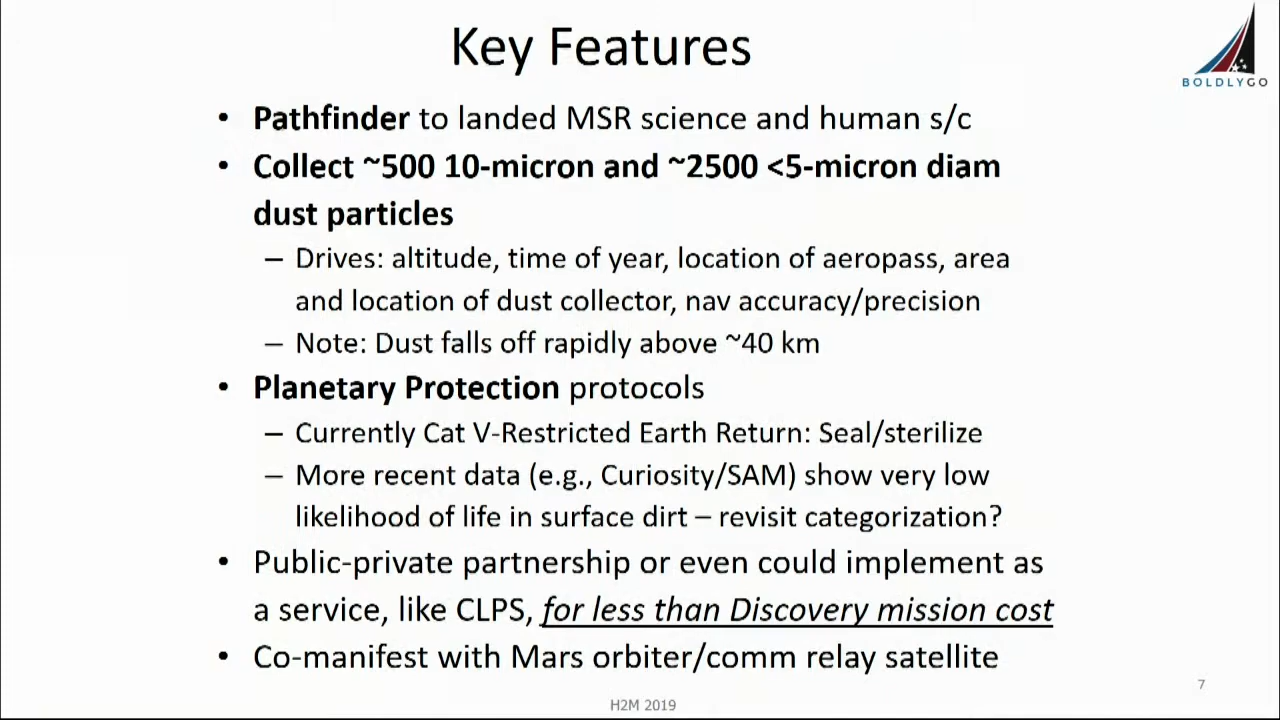 Key Features
BOLDLYGO
• Pathfinder to landed MSR science and human s/c
• Collect ~500 10-micron and ~2500 <5-micron diam
dust particles
– Drives: altitude, time of year, location of aeropass, area
and location of dust collector, nav accuracy/precision
– Note: Dust falls off rapidly above ~40 km
• Planetary Protection protocols
– Currently Cat V-Restricted Earth Return: Seal/sterilize
– More recent data (e.g., Curiosity/SAM) show very low
likelihood of life in surface dirt – revisit categorization?
• Public-private partnership or even could implement as
a service, like CLPS, for less than Discovery mission cost
• Co-manifest with Mars orbiter/comm relay satellite
7
H2M 2019